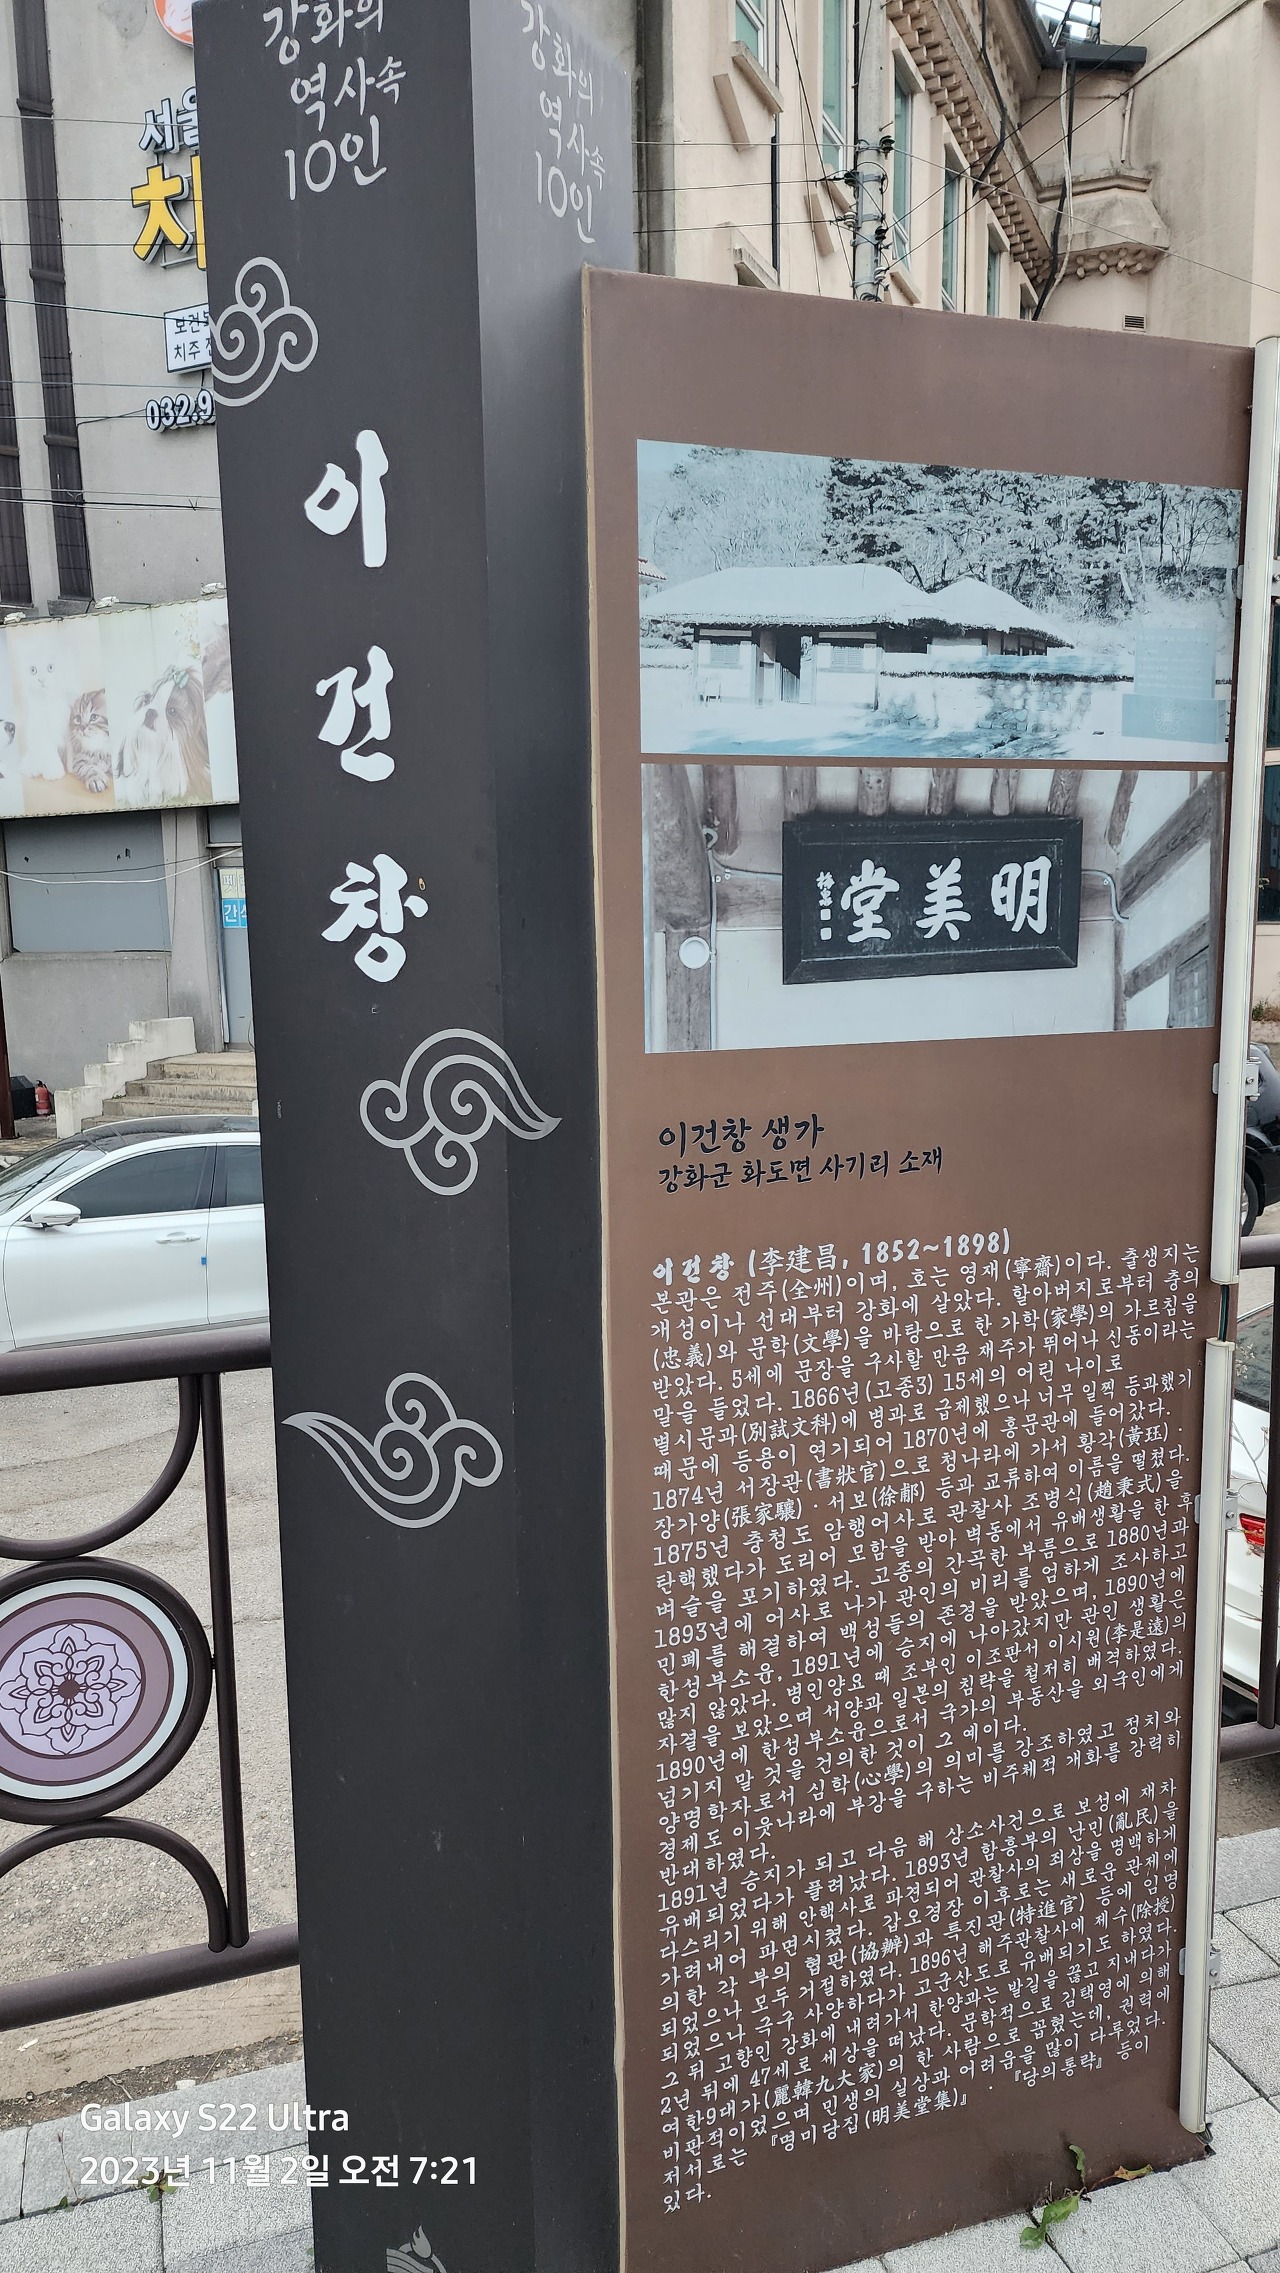 강화의
역사속
10인
강화의
역사속
10인
서울
치
보건복
치주
032.9
이
건
창
간식
明美堂
이건창 생가
강화군 화도면 사기리 소재
이건창 (李建昌, 1852~1898)
본관은 전주(全州)이며, 호는 영재(寧齋)이다. 출생지는
개성이나 선대부터 강화에 살았다. 할아버지로부터 충의
(忠義)와 문학(文學)을 바탕으로 한 가학(家學)의 가르침을
받았다. 5세에 문장을 구사할 만큼 재주가 뛰어나 신동이라는
말을 들었다. 1866년(고종3) 15세의 어린 나이로
별시문과(別試文科)에 병과로 급제했으나 너무 일찍 등과했기
때문에 등용이 연기되어 1870년에 홍문관에 들어갔다.
1874년 서장관(書狀官)으로 청나라에 가서 황각(黃珏)·
장가양(張家驤)·서보(徐郙) 등과 교류하여 이름을 떨쳤다.
1875년 충청도 암행어사로 관찰사 조병식(趙秉式)을
탄핵했다가 도리어 모함을 받아 벽동에서 유배생활을 한 후
벼슬을 포기하였다. 고종의 간곡한 부름으로 1880년과
1893년에 어사로 나가 관인의 비리를 엄하게 조사하고
민폐를 해결하여 백성들의 존경을 받았으며, 1890년에
한성부소윤, 1891년에 승지에 나아갔지만 관인 생활은
많지 않았다. 병인양요 때 조부인 이조판서 이시원(李是遠)의
자결을 보았으며 서양과 일본의 침략을 철저히 배격하였다.
1890년에 한성부소윤으로서 국가의 부동산을 외국인에게
넘기지 말 것을 건의한 것이 그 예이다.
양명학자로서 심학(心學)의 의미를 강조하였고 정치와
경제도 이웃나라에 부강을 구하는 비주체적 개화를 강력히
반대하였다.
1891년 승지가 되고 다음 해 상소사건으로 보성에 재차
유배되었다가 풀려났다. 1893년 함흥부의 난민(亂民)을
다스리기 위해 안핵사로 파견되어 관찰사의 죄상을 명백하게
가려내어 파면시켰다. 갑오경장 이후로는 새로운 관제에
의한 각 부의 협판(協辦)과 특진관(特進官) 등에 임명
되었으나 모두 거절하였다. 1896년 해주관찰사에 제수(除授)
되었으나 극구 사양하다가 고군산도로 유배되기도 하였다.
그 뒤 고향인 강화에 내려가서 한양과는 발길을 끊고 지내다가
2년 뒤에 47세로 세상을 떠났다. 문학적으로 김택영에 의해
여한9대가(麗韓九大家)의 한 사람으로 꼽혔는데, 권력에
비판적이었으며 민생의 실상과 어려움을 많이 다루었다.
저서로는 『명미당집(明美堂集)』·『당의통략』 등이
있다.
Galaxy S22 Ultra
2023년 11월 2일 오전 7:21